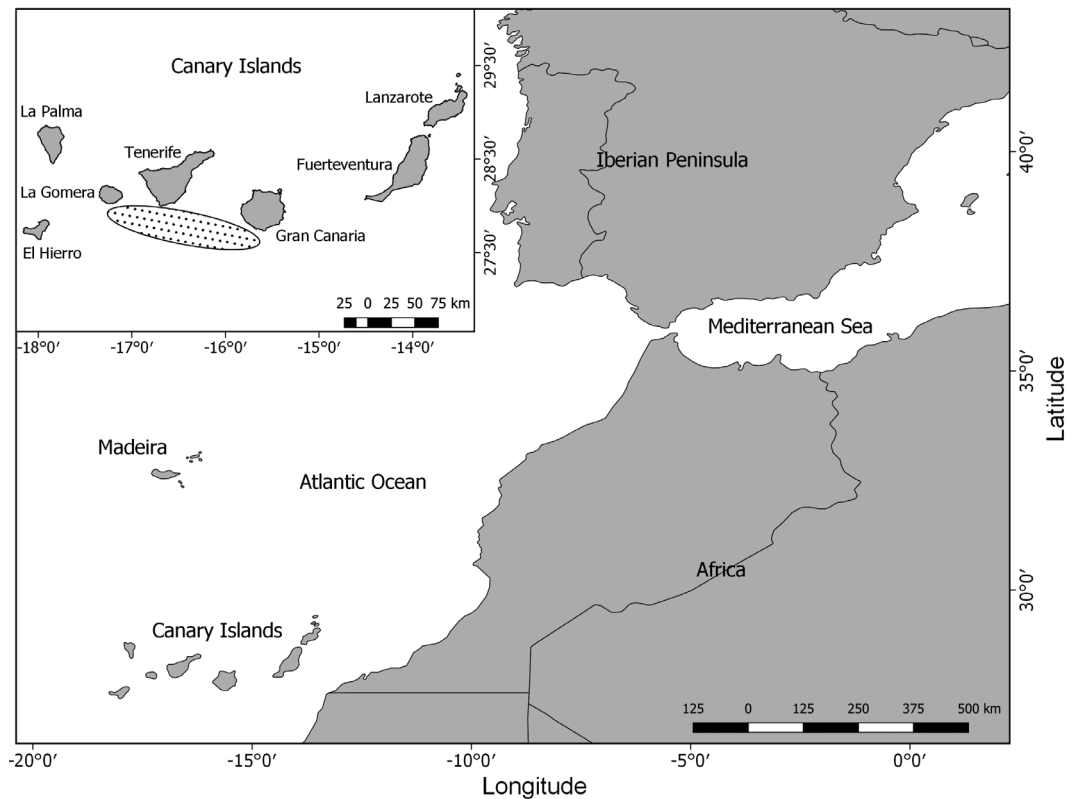 Canary Islands
29°30′
Lanzarote
La Palma
Tenerife
28°30′
Fuerteventura
La Gomera
Gran Canaria
El Hierro
27°30′
25 0 25 50 75 km
-18°0′ -17°0′ -16°0′ -15°0′ -14°0′
Iberian Peninsula
40°0′
Mediterranean Sea
35°0′
Latitude
Madeira
Atlantic Ocean
Africa
30°0′
Canary Islands
125 0 125 250 375 500 km
-20°0′ -15°0′ -10°0′ -5°0′ 0°0′
Longitude